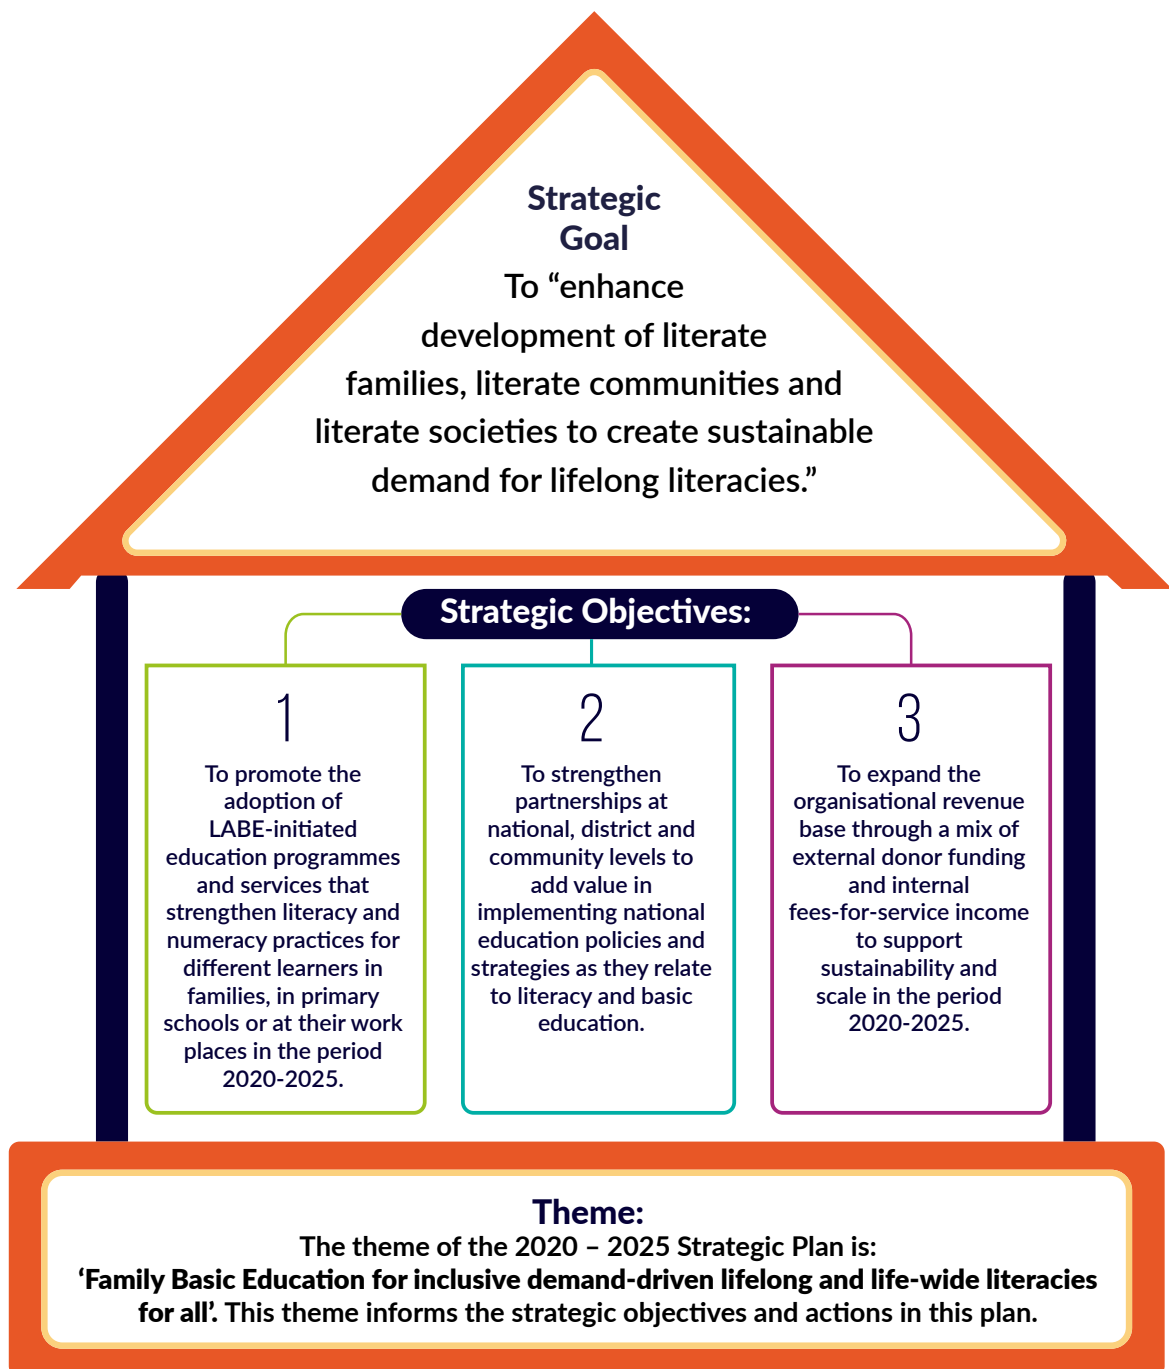 Strategic
Goal
To “enhance
development of literate
families, literate communities and
literate societies to create sustainable
demand for lifelong literacies.”
Strategic Objectives:
1
To promote the
adoption of
LABE-initiated
education programmes
and services that
strengthen literacy and
numeracy practices for
different learners in
families, in primary
schools or at their work
places in the period
2020-2025.
2
To strengthen
partnerships at
national, district and
community levels to
add value in
implementing national
education policies and
strategies as they relate
to literacy and basic
education.
3
To expand the
organisational revenue
base through a mix of
external donor funding
and internal
fees-for-service income
to support
sustainability and
scale in the period
2020-2025.
Theme:
The theme of the 2020 – 2025 Strategic Plan is:
‘Family Basic Education for inclusive demand-driven lifelong and life-wide literacies
for all’. This theme informs the strategic objectives and actions in this plan.